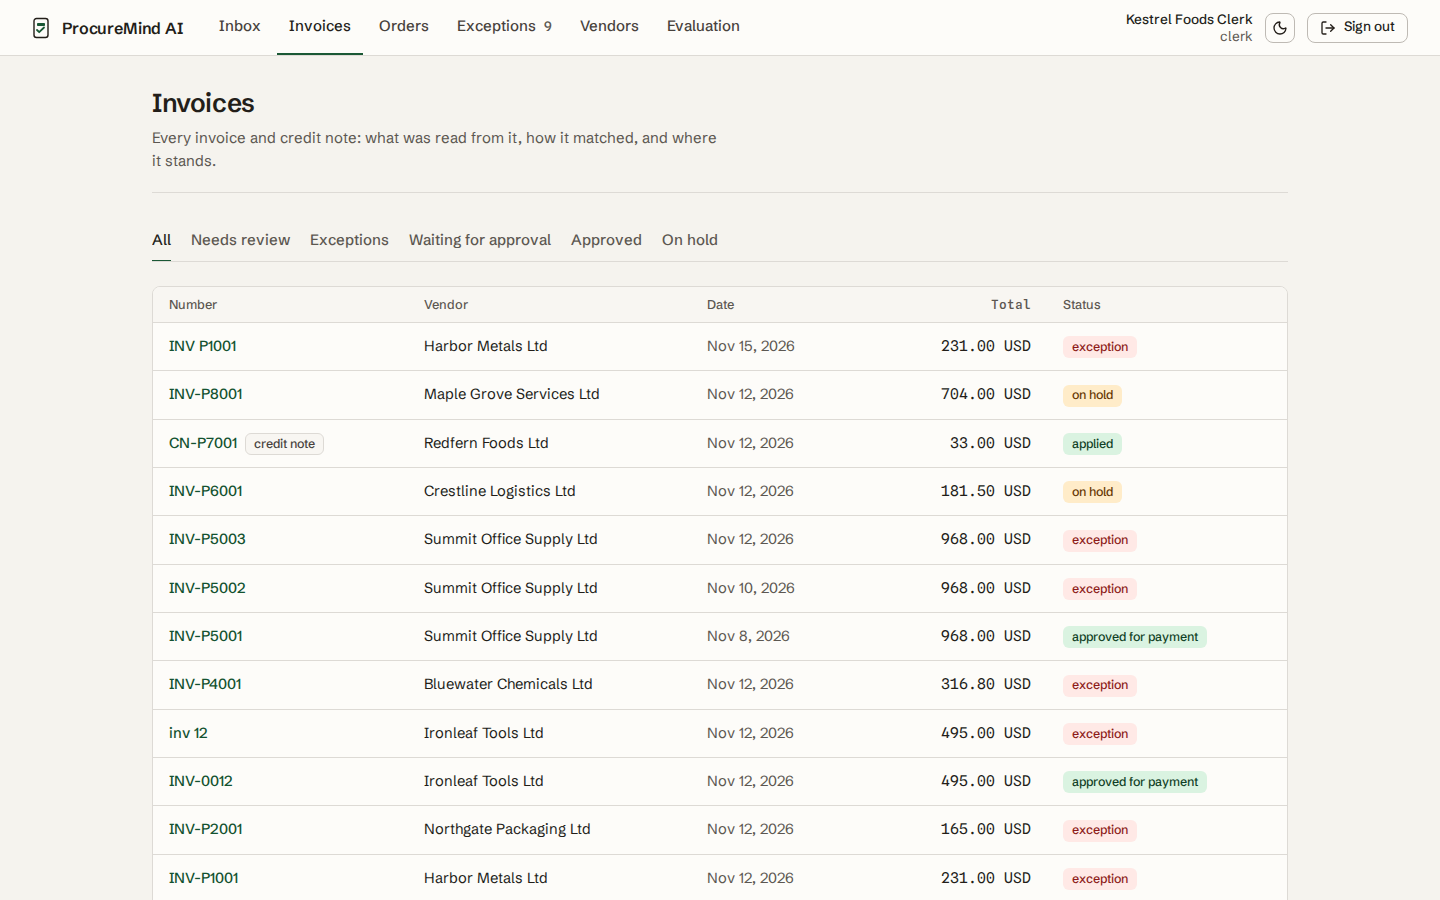 ProcureMind AI Inbox Invoices Orders Exceptions 9 Vendors Evaluation Kestrel Foods Clerk clerk Sign out
Invoices
Every invoice and credit note: what was read from it, how it matched, and where
it stands.
All Needs review Exceptions Waiting for approval Approved On hold
Number Vendor Date Total Status
INV P1001 Harbor Metals Ltd Nov 15, 2026 231.00 USD exception
INV-P8001 Maple Grove Services Ltd Nov 12, 2026 704.00 USD on hold
CN-P7001 credit note Redfern Foods Ltd Nov 12, 2026 33.00 USD applied
INV-P6001 Crestline Logistics Ltd Nov 12, 2026 181.50 USD on hold
INV-P5003 Summit Office Supply Ltd Nov 12, 2026 968.00 USD exception
INV-P5002 Summit Office Supply Ltd Nov 10, 2026 968.00 USD exception
INV-P5001 Summit Office Supply Ltd Nov 8, 2026 968.00 USD approved for payment
INV-P4001 Bluewater Chemicals Ltd Nov 12, 2026 316.80 USD exception
inv 12 Ironleaf Tools Ltd Nov 12, 2026 495.00 USD exception
INV-0012 Ironleaf Tools Ltd Nov 12, 2026 495.00 USD approved for payment
INV-P2001 Northgate Packaging Ltd Nov 12, 2026 165.00 USD exception
INV-P1001 Harbor Metals Ltd Nov 12, 2026 231.00 USD exception